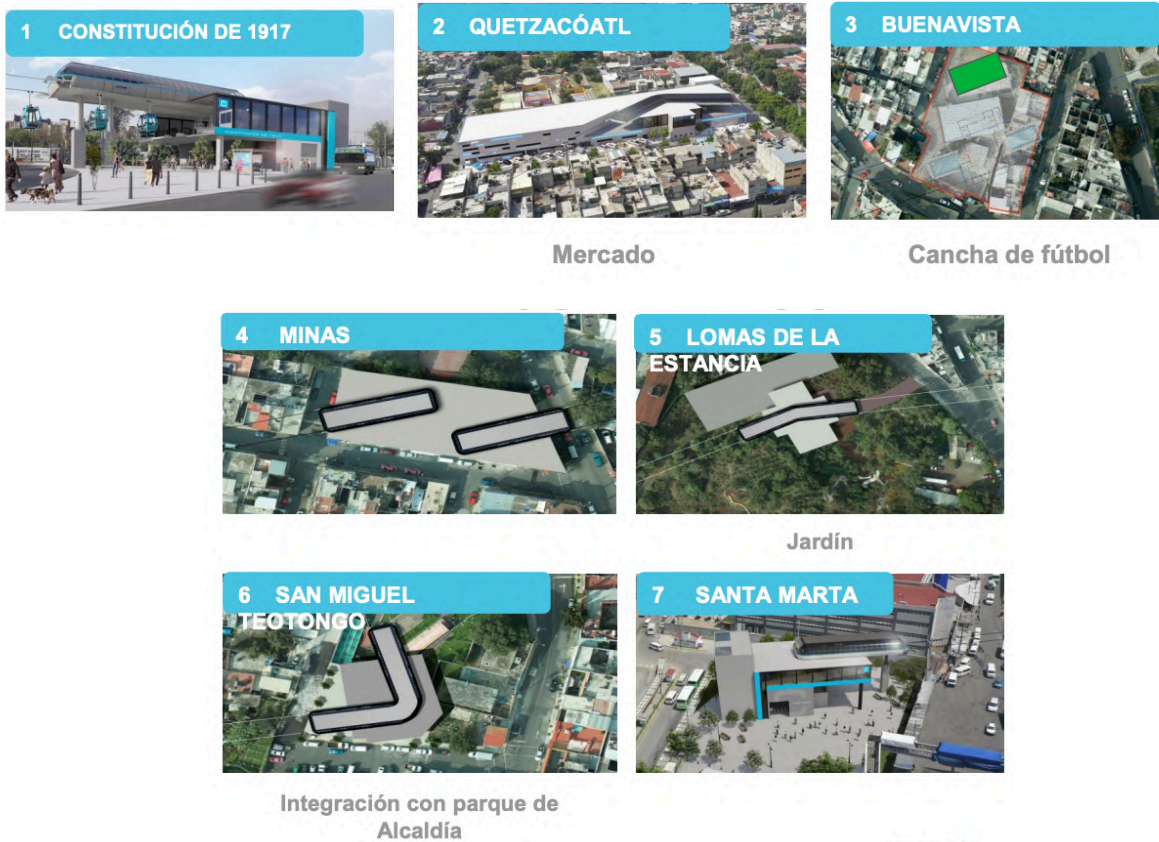 1 CONSTITUCIÓN DE 1917
2 QUETZACÓATL
3 BUENAVISTA
Mercado
Cancha de fútbol
4 MINAS
5 LOMAS DE LA
ESTANCIA
Jardín
6 SAN MIGUEL
TEOTONGO
7 SANTA MARTA
Integración con parque de
Alcaldía